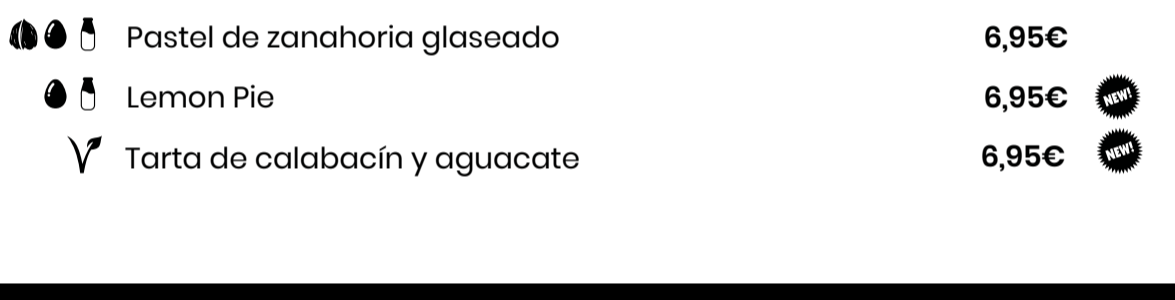 Pastel de zanahoria glaseado 6,95€
Lemon Pie 6,95€ NEW!
Tarta de calabacín y aguacate 6,95€ NEW!